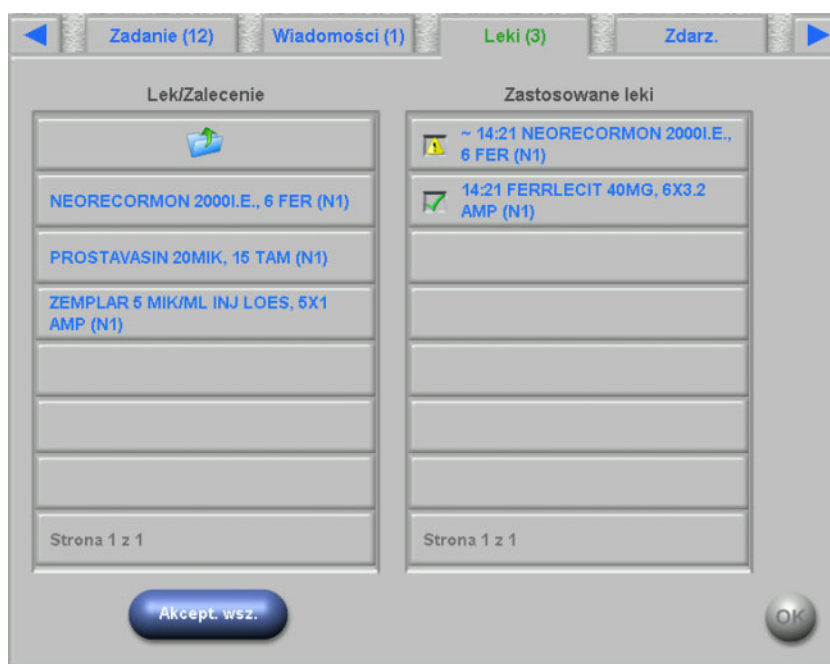 Zadanie (12)
Wiadomości (1)
Leki (3)
Zdarz.
Lek/Zalecenie
NEORECORMON 2000I.E., 6 FER (N1)
PROSTAVASIN 20MIK, 15 TAM (N1)
ZEMPLAR 5 MIK/ML INJ LOES, 5X1
AMP (N1)
Strona 1 z 1
Zastosowane leki
~ 14:21 NEORECORMON 2000I.E.,
6 FER (N1)
14:21 FERRLECIT 40MG, 6X3.2
AMP (N1)
Strona 1 z 1
Akcept. wsz.
OK